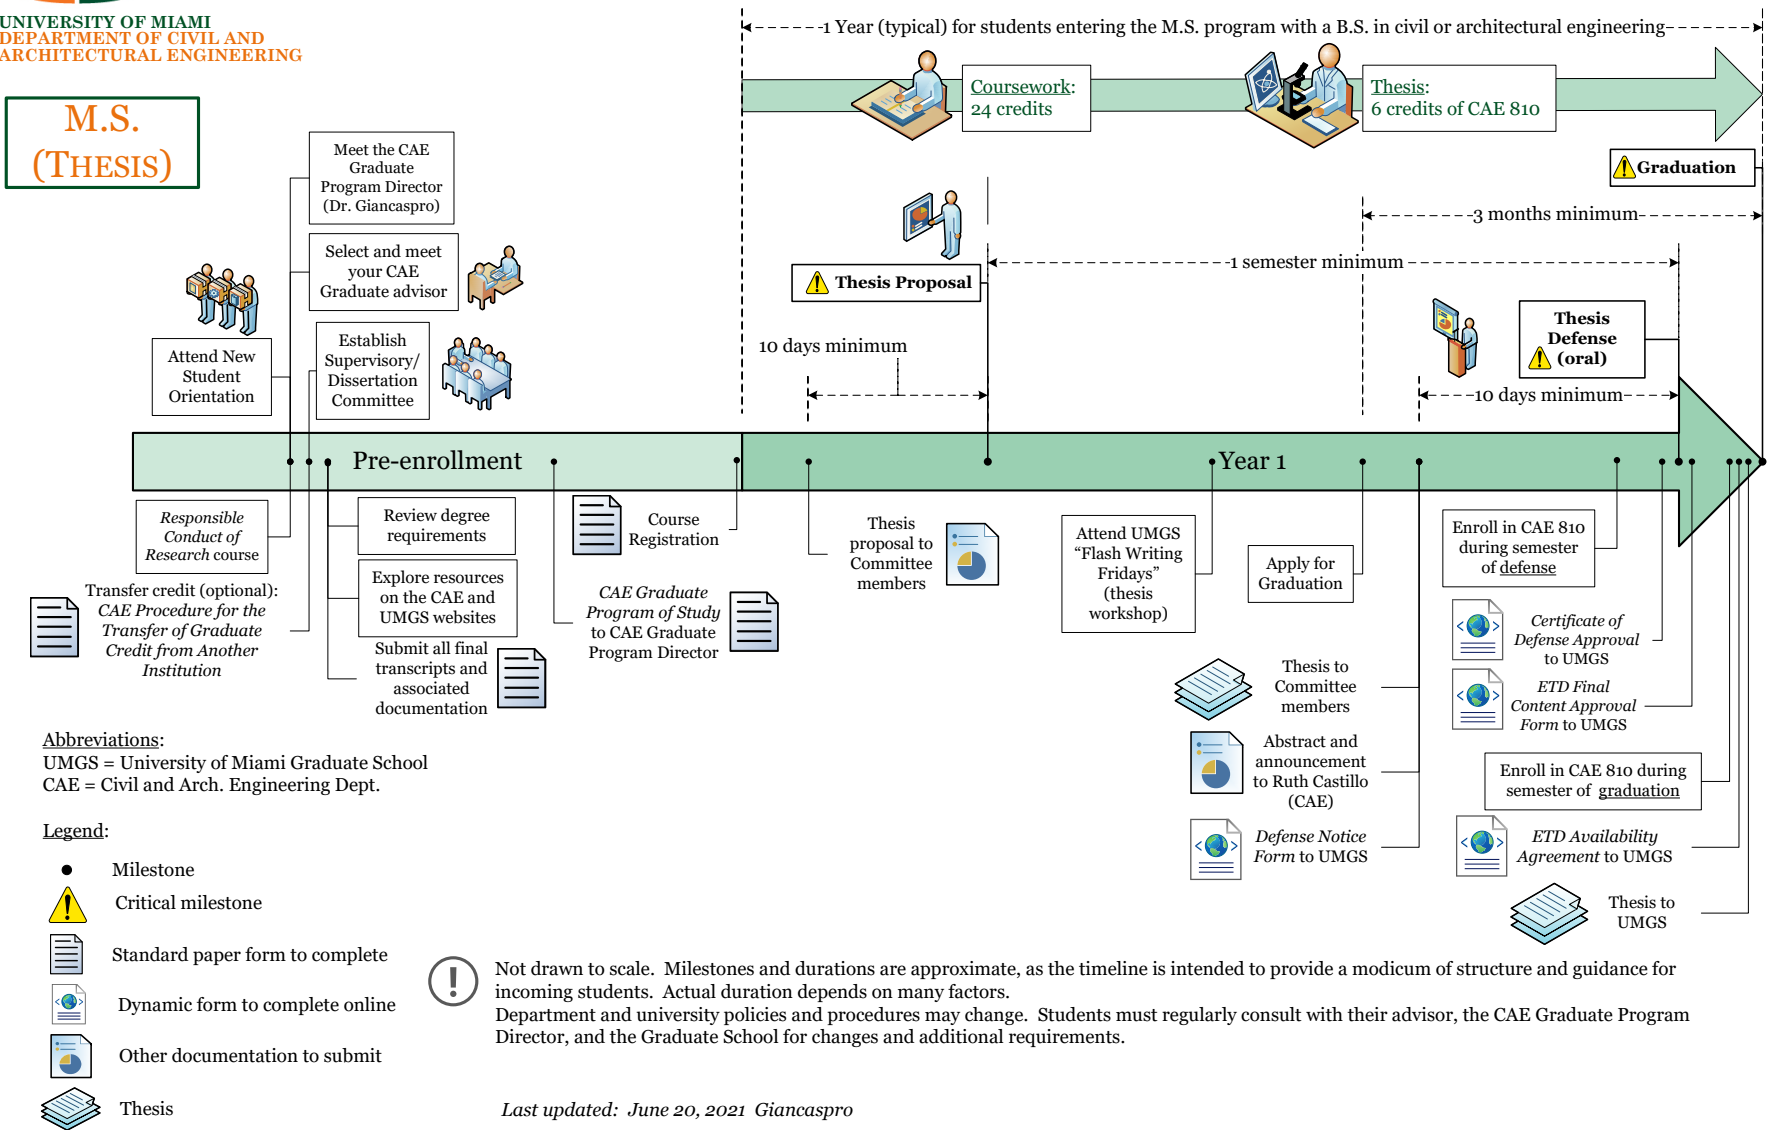 UNIVERSITY OF MIAMI
DEPARTMENT OF CIVIL AND
ARCHITECTURAL ENGINEERING
M.S.
(THESIS)
1 Year (typical) for students entering the M.S. program with a B.S. in civil or architectural engineering
Coursework:
24 credits
Thesis:
6 credits of CAE 810
Graduation
3 months minimum
1 semester minimum
Thesis Proposal
10 days minimum
Thesis
Defense
(oral)
10 days minimum
Meet the CAE
Graduate
Program Director
(Dr. Giancaspro)
Select and meet
your CAE
Graduate advisor
Attend New
Student
Orientation
Establish
Supervisory/
Dissertation
Committee
Pre-enrollment
Year 1
Responsible
Conduct of
Research course
Transfer credit (optional):
CAE Procedure for the
Transfer of Graduate
Credit from Another
Institution
Review degree
requirements
Explore resources
on the CAE and
UMGS websites
Submit all final
transcripts and
associated
documentation
Course
Registration
CAE Graduate
Program of Study
to CAE Graduate
Program Director
Thesis
proposal to
Committee
members
Attend UMGS
“Flash Writing
Fridays”
(thesis
workshop)
Apply for
Graduation
Thesis to
Committee
members
Abstract and
announcement
to Ruth Castillo
(CAE)
Defense Notice
Form to UMGS
Enroll in CAE 810
during semester
of defense
Certificate of
Defense Approval
to UMGS
ETD Final
Content Approval
Form to UMGS
Enroll in CAE 810 during
semester of graduation
ETD Availability
Agreement to UMGS
Thesis to
UMGS
Abbreviations:
UMGS = University of Miami Graduate School
CAE = Civil and Arch. Engineering Dept.
Legend:
Milestone
Critical milestone
Standard paper form to complete
Dynamic form to complete online
Other documentation to submit
Thesis
Not drawn to scale. Milestones and durations are approximate, as the timeline is intended to provide a modicum of structure and guidance for
incoming students. Actual duration depends on many factors.
Department and university policies and procedures may change. Students must regularly consult with their advisor, the CAE Graduate Program
Director, and the Graduate School for changes and additional requirements.
Last updated: June 20, 2021 Giancaspro